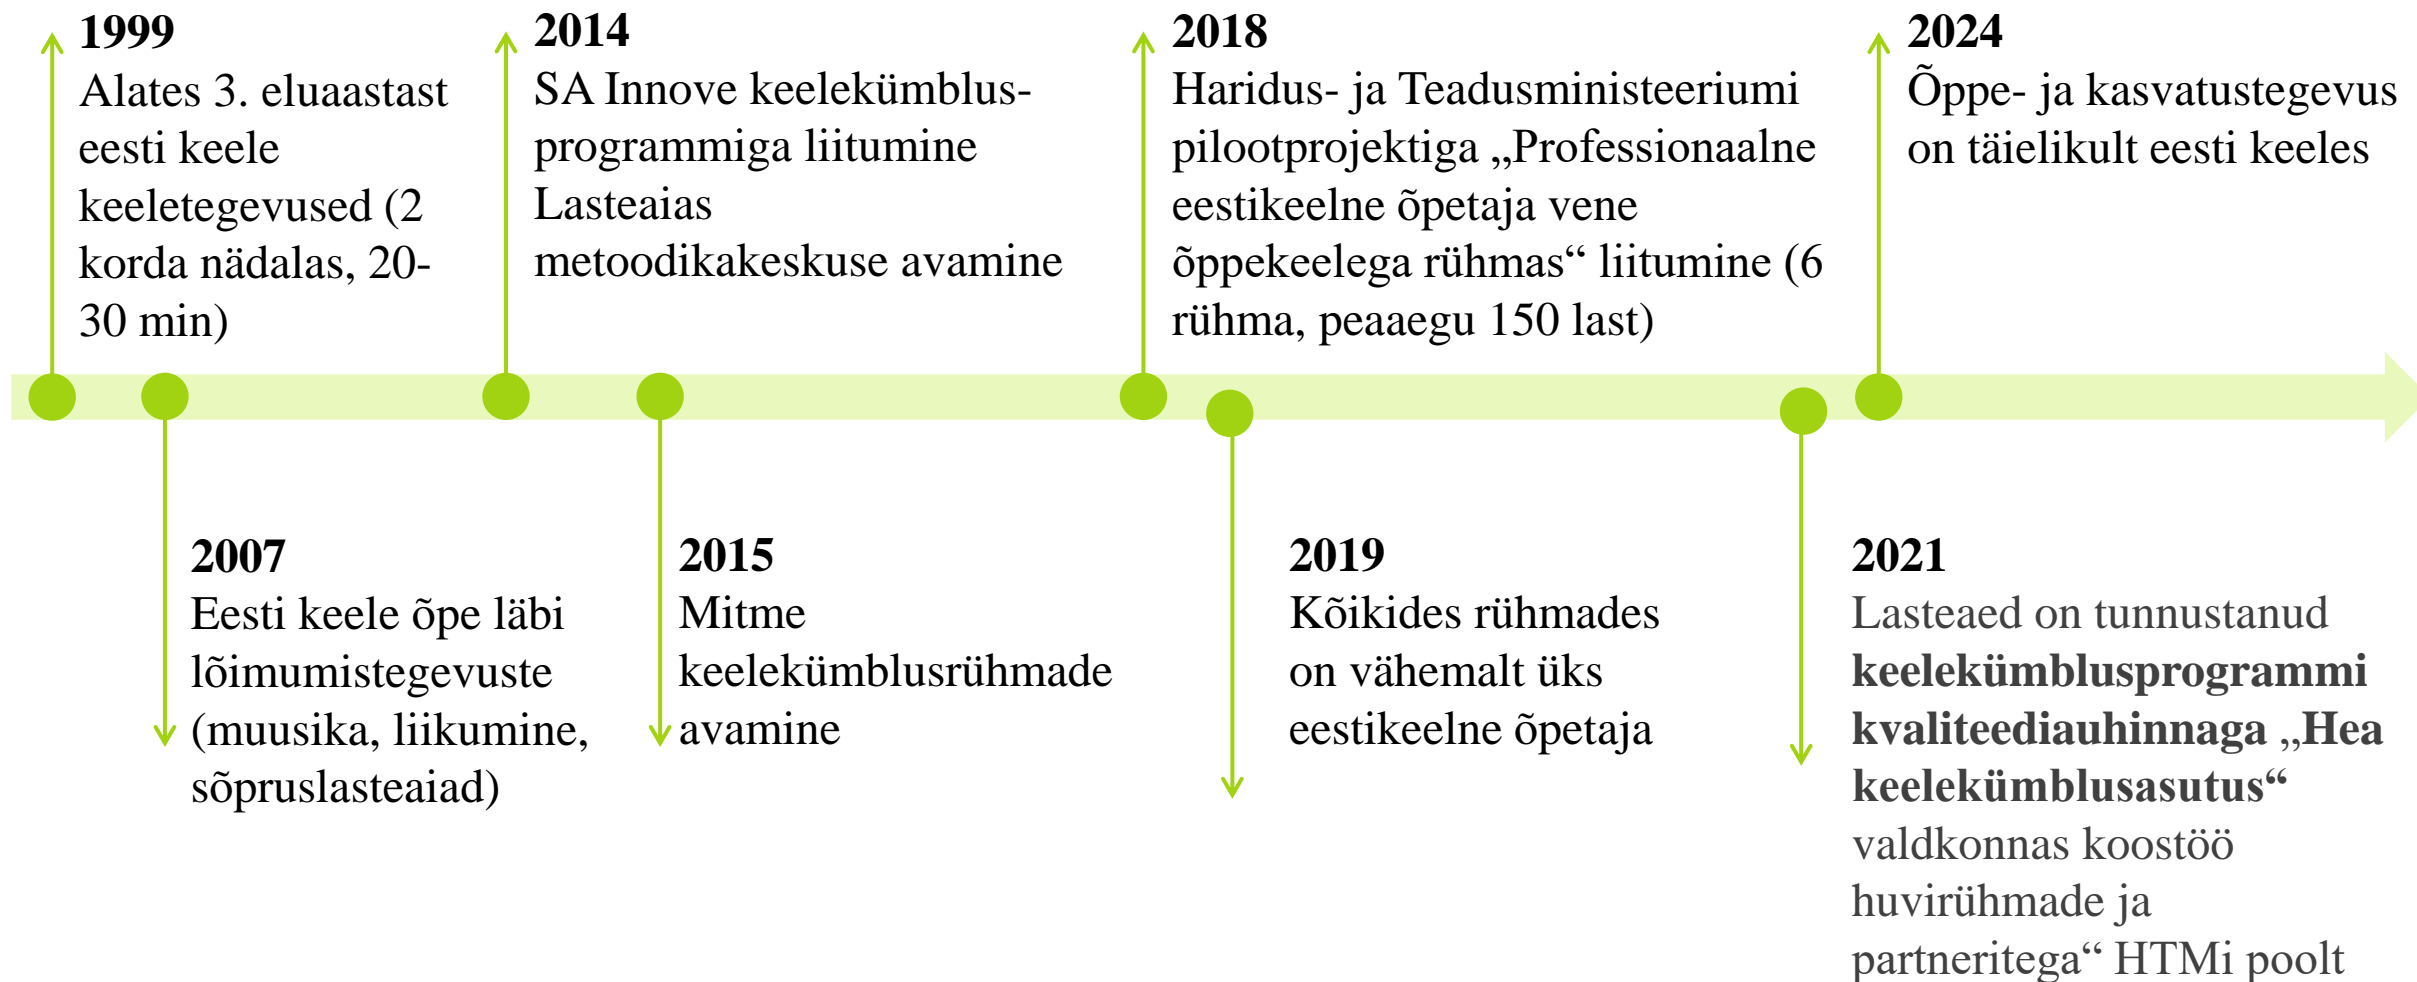 1999
Alates 3. eluaastast
eesti keele
keeletegevused (2
korda nädalas, 20-
30 min)
2014
SA Innove keelekümblus-
programmiga liitumine
Lasteaias
metoodikakeskuse avamine
2018
Haridus- ja Teadusministeeriumi
pilootprojektiga „Professionaalne
eestikeelne õpetaja vene
õppekeelega rühmas“ liitumine (6
rühma, peaaegu 150 last)
2024
Õppe- ja kasvatustegevus
on täielikult eesti keeles
2007
Eesti keele õpe läbi
lõimumistegevuste
(muusika, liikumine,
sõpruslasteaiad)
2015
Mitme
keelekümblusrühmade
avamine
2019
Kõikides rühmades
on vähemalt üks
eestikeelne õpetaja
2021
Lasteaed on tunnustanud
keelekümblusprogrammi
kvaliteediauhinnaga „Hea
keelekümblusasutus“
valdkonnas koostöö
huvirühmade ja
partneritega“ HTMi poolt